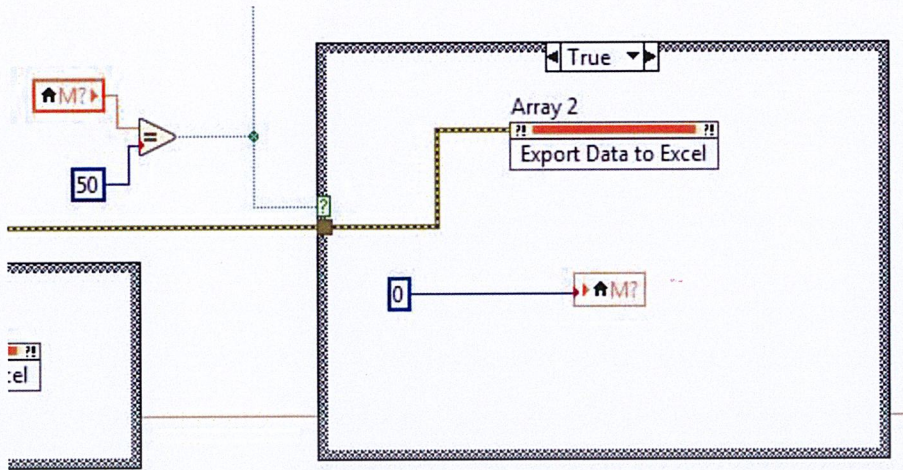 True
M?
Array 2
=
?! ?!
Export Data to Excel
50
?
0
M?
?!
cel